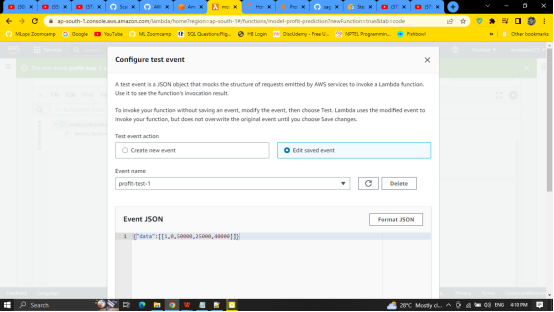 ap-south-1.console.aws.amazon.com/lambda/home?region=ap-south-1#/functions/model-profit-prediction?newFunction=true&tab=code
MLops Zoomcamp
Google
YouTube
ML Zoomcamp
SQL QuestionsFlig...
HB Login
DiscUdemy - Free U...
NPTEL Programmin...
Fiebtowl
Other bookmarks
Configure test event
A test event is a JSON object that mocks the structure of requests emitted by AWS services to invoke a Lambda function.
Use it to see the function's invocation result.
To invoke your function without saving an event, modify the event, then choose Test. Lambda uses the modified event to
invoke your function, but does not overwrite the original event until you choose Save changes.
Test event action
Create new event
Edit saved event
Event name
profit-test-1
Delete
Event JSON
Format JSON
1 {"data":[[1,0,50000,25000,40000]]}
Search
28°C Mostly cl...
ENG
4:10 PM